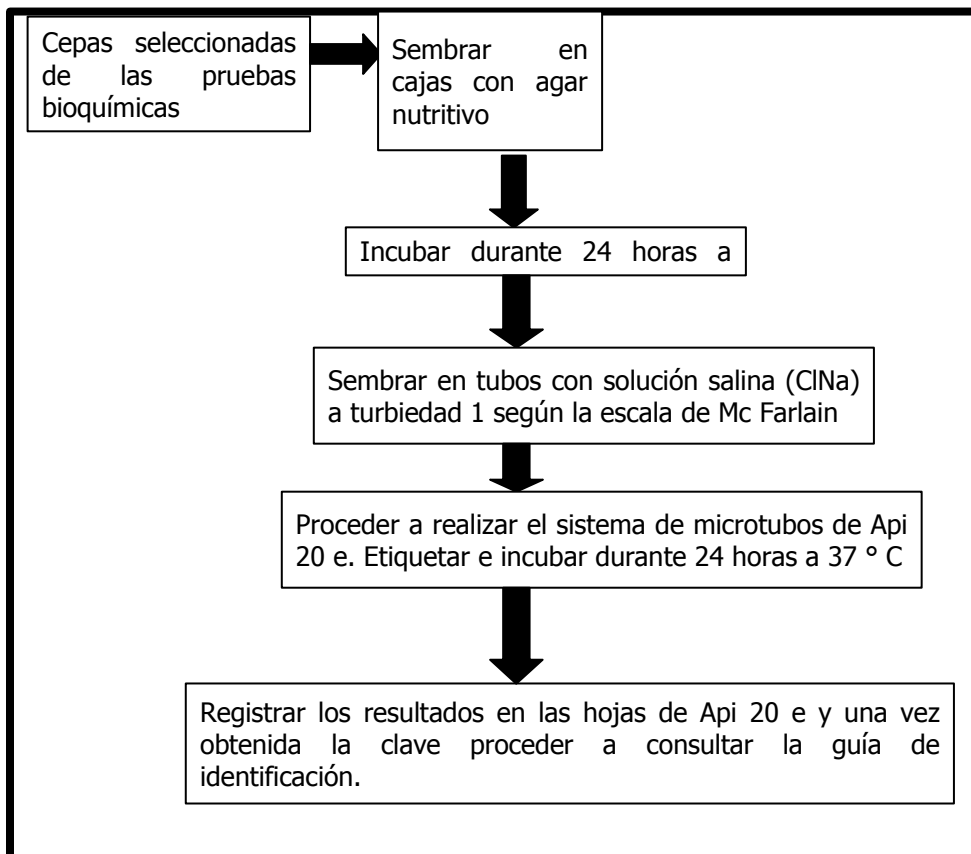 Cepas seleccionadas
de las pruebas
bioquímicas
Sembrar en
cajas con agar
nutritivo
Incubar durante 24 horas a
Sembrar en tubos con solución salina (ClNa)
a turbiedad 1 según la escala de Mc Farlain
Proceder a realizar el sistema de microtubos de Api
20 e. Etiquetar e incubar durante 24 horas a 37 ° C
Registrar los resultados en las hojas de Api 20 e y una vez
obtenida la clave proceder a consultar la guía de
identificación.